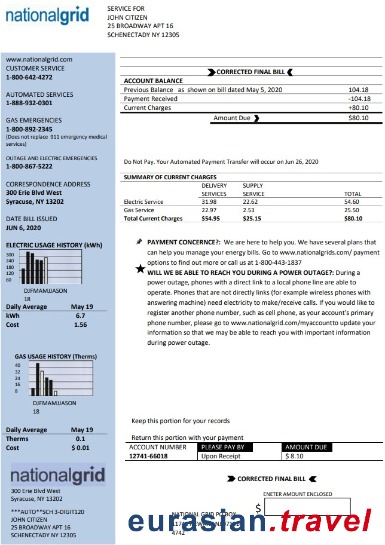 nationalgrid
SERVICE FOR
JOHN CITIZEN
25 BROADWAY APT 16
SCHENECTADY NY 12305
www.nationalgrid.com
CUSTOMER SERVICE
1-800-642-4272
AUTOMATED SERVICES
1-888-932-0301
GAS EMERGENCIES
1-800-892-2345
(Does not replace 911 emergency medical
services)
OUTAGE AND ELECTRIC EMERGENCIES
1-800-867-5222
CORRESPONDENCE ADDRESS
300 Erie Blvd West
Syracuse, NY 13202
DATE BILL ISSUED
JUN 6, 2020
ELECTRIC USAGE HISTORY (kWh)
360
300
240
180
120
60
DJFMAMJJASON
18
Daily Average May 19
kWh 6.7
Cost 1.56
GAS USAGE HISTORY (Therms)
40
32
24
16
8
DJFMAMJJASON
18
Daily Average May 19
Therms 0.1
Cost $ 0.01
nationalgrid
300 Erie Blvd West
Syracuse, NY 13202
***AUTO**SCH 3-DIGIT120
JOHN CITIZEN
25 BROADWAY APT 16
SCHENECTADY NY 12305
CORRECTED FINAL BILL
ACCOUNT BALANCE
Previous Balance as shown on bill dated May 5, 2020 104.18
Payment Received -104.18
Current Charges +80.10
Amount Due $80.10
Do Not Pay. Your Automated Payment Transfer will occur on Jun 26, 2020
SUMMARY OF CURRENT CHARGES
DELIVERY SUPPLY
SERVICES SERVICES TOTAL
Electric Service 31.98 22.62 54.60
Gas Service 22.97 2.53 25.50
Total Current Charges $54.95 $25.15 $80.10
PAYMENT CONCERNE?: We are here to help you. We have several plans that
can help you manage your energy bills. Go to www.nationalgrids.com/ payment
options to find out more or call us at 1-800-443-1837
WILL WE BE ABLE TO REACH YOU DURING A POWER OUTAGE?: During a
power outage, phones with a direct link to a local phone line are able to
operate. Phones that are not directly links (for example wireless phones with
answering machine) need electricity to make/receive calls. If you would like to
register another phone number, such as cell phone, as your account's primary
phone number, please go to www.nationalgrid.com/myaccountto update your
information so that we may be able to reach you with important information
during power outage.
Keep this portion for your records
Return this portion with your payment
ACCOUNT NUMBER PLEASE PAY BY AMOUNT DUE
12741-66018 Upon Receipt $ 8.10
CORRECTED FINAL BILL
ENETER AMOUNT ENCLOSED
$
NATIONAL GRID PO BOX
4742
eurasian.travel